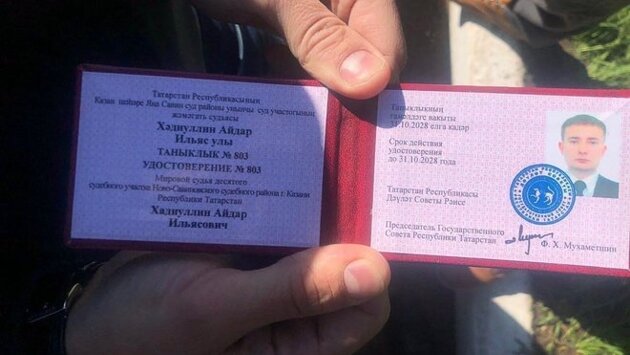 Татарстан Республикасының
Казан шәһәре Яңа Савин суд районы унынчы суд участогының
җәмәгать судьясы
Хадиуллин Айдар
Ильяс улы
ТАНЫКЛЫК № 803
УДОСТОВЕРЕНИЕ № 803
Мировой судья десятого
судебного участка Ново-Савиновского судебного района г. Казани
Республики Татарстан
Хадиуллин Айдар
Ильясович
Таныклыкның
гамәлдәге вакыты
31.10.2028 елга кадәр
Срок действия
удостоверения
до 31.10.2028 года
Татарстан Республикасы
Дәүләт Советы Рәисе
Председатель Государственного
Совета Республики Татарстан
Ф. Х. Мухаметшин